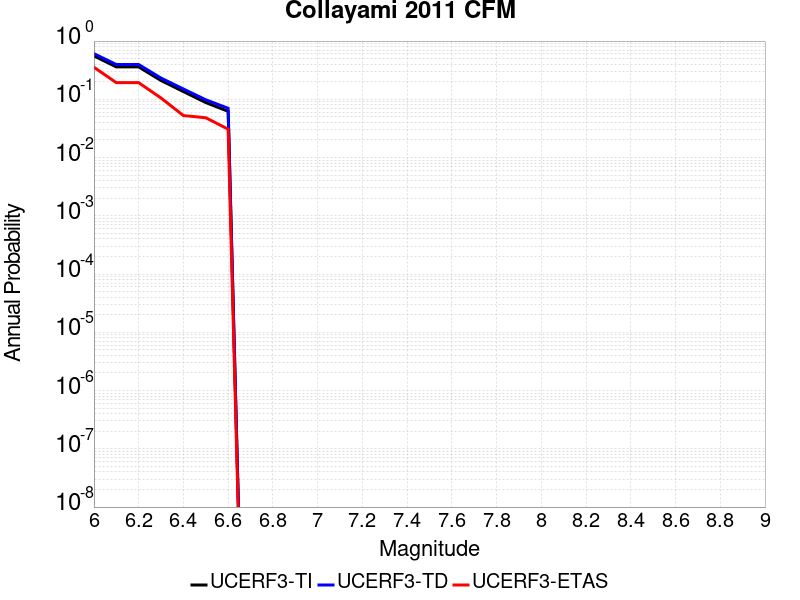 Collayami 2011 CFM
10^0
10^-1
10^-2
10^-3
10^-4
10^-5
10^-6
10^-7
10^-8
Annual Probability
6 6.2 6.4 6.6 6.8 7 7.2 7.4 7.6 7.8 8 8.2 8.4 8.6 8.8 9
Magnitude
UCERF3-TI UCERF3-TD UCERF3-ETAS